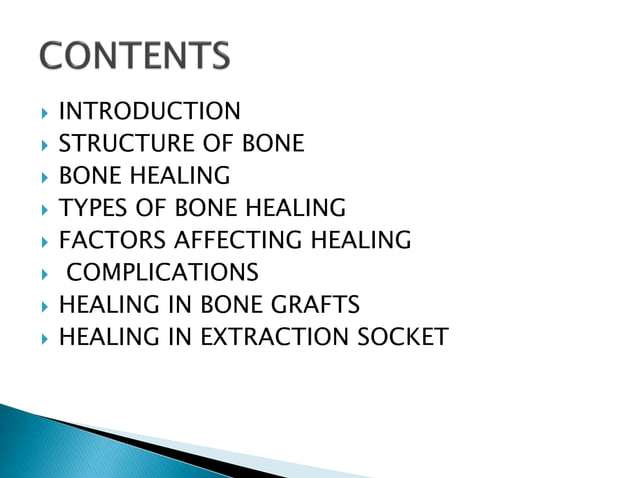 CONTENTS
INTRODUCTION
STRUCTURE OF BONE
BONE HEALING
TYPES OF BONE HEALING
FACTORS AFFECTING HEALING
COMPLICATIONS
HEALING IN BONE GRAFTS
HEALING IN EXTRACTION SOCKET